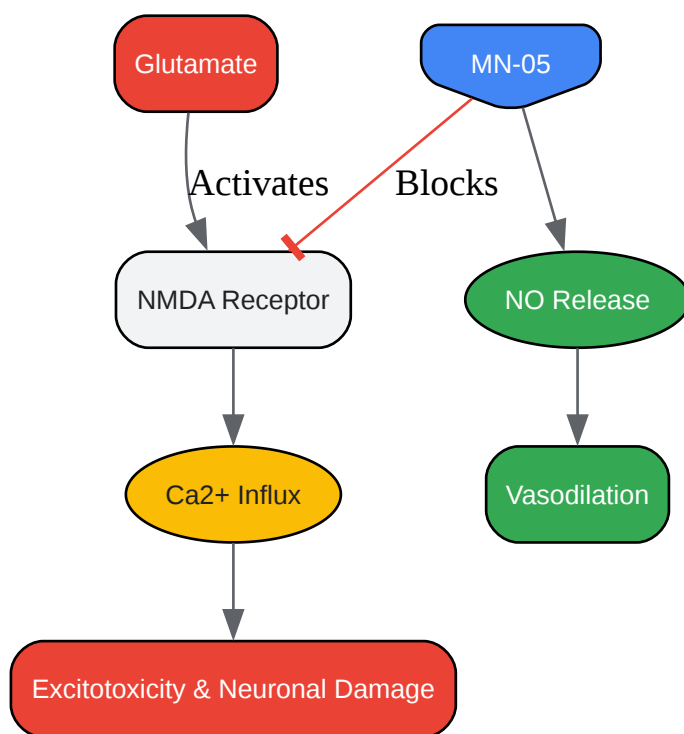 Glutamate
MN-05
Activates
Blocks
NMDA Receptor
NO Release
Ca2+ Influx
Vasodilation
Excitotoxicity & Neuronal Damage